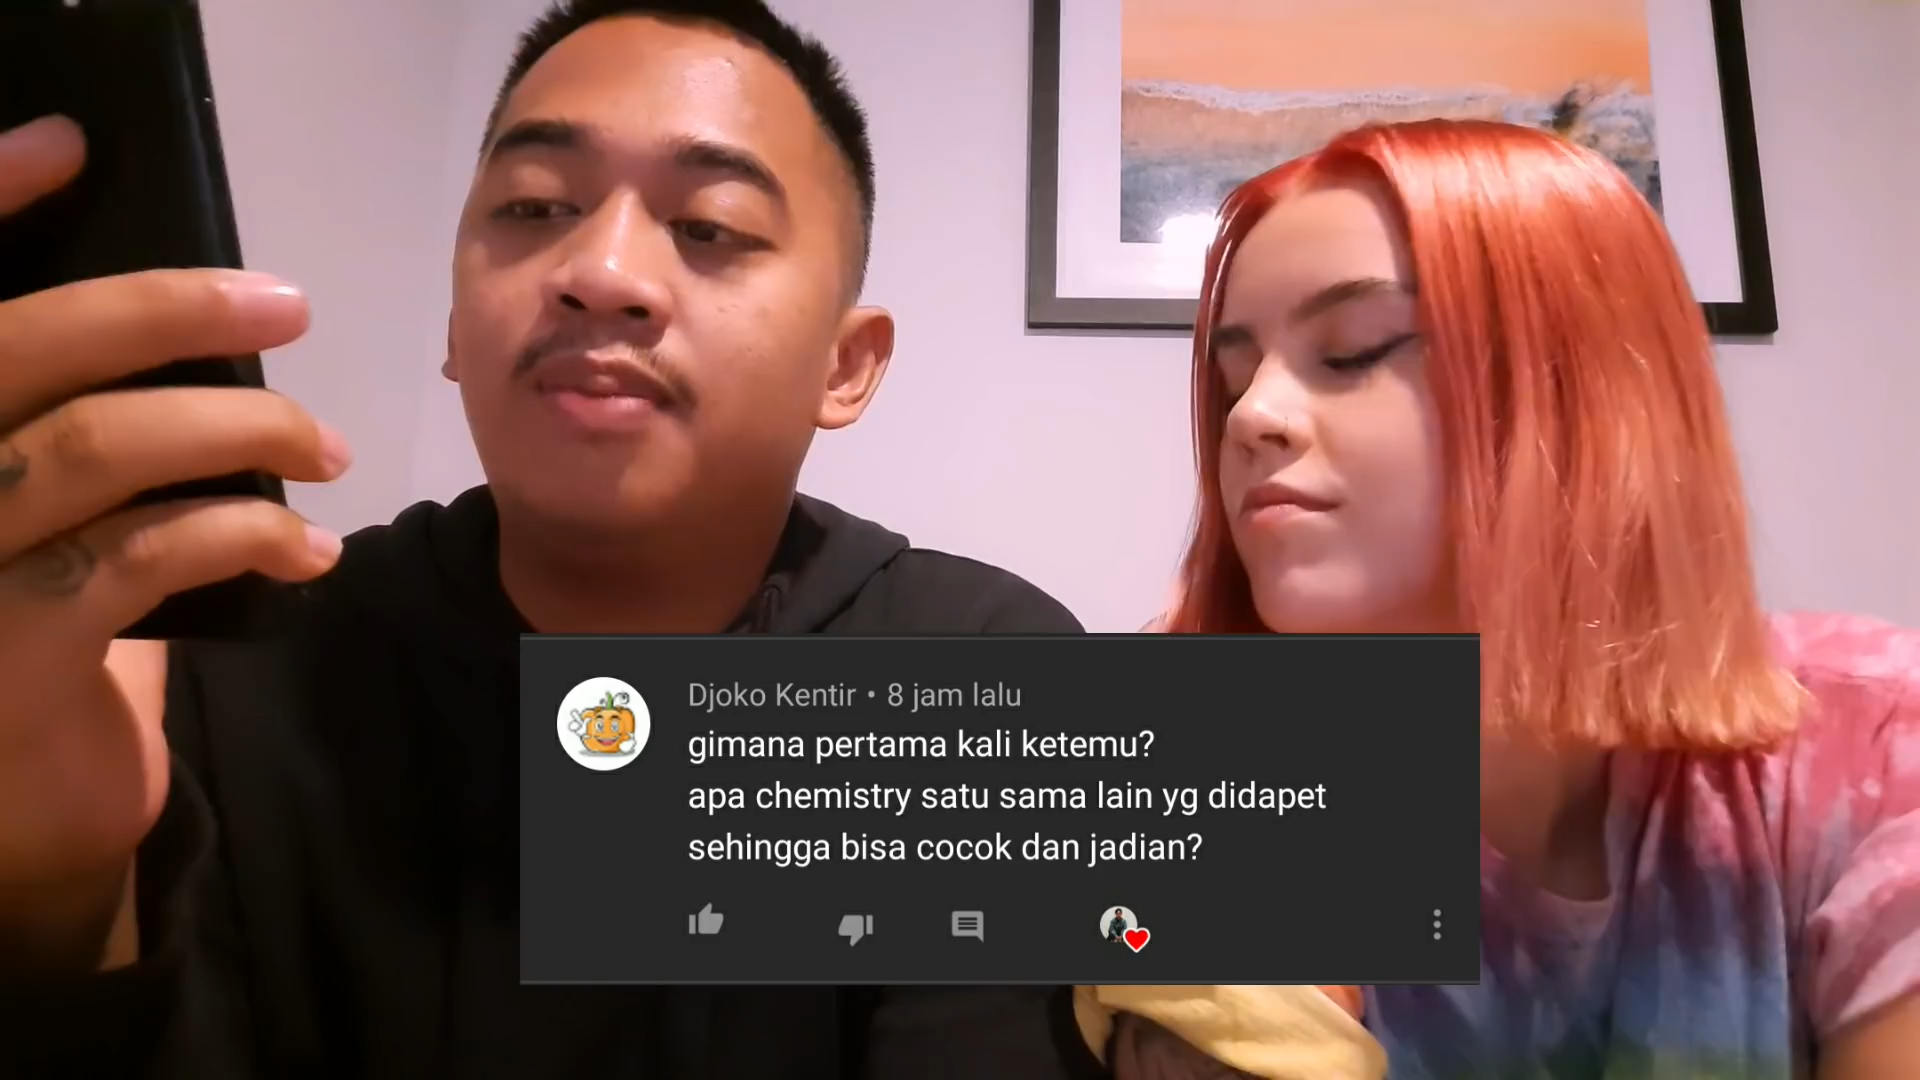 Djoko Kentir • 8 jam lalu
gimana pertama kali ketemu?
apa chemistry satu sama lain yg didapet
sehingga bisa cocok dan jadian?